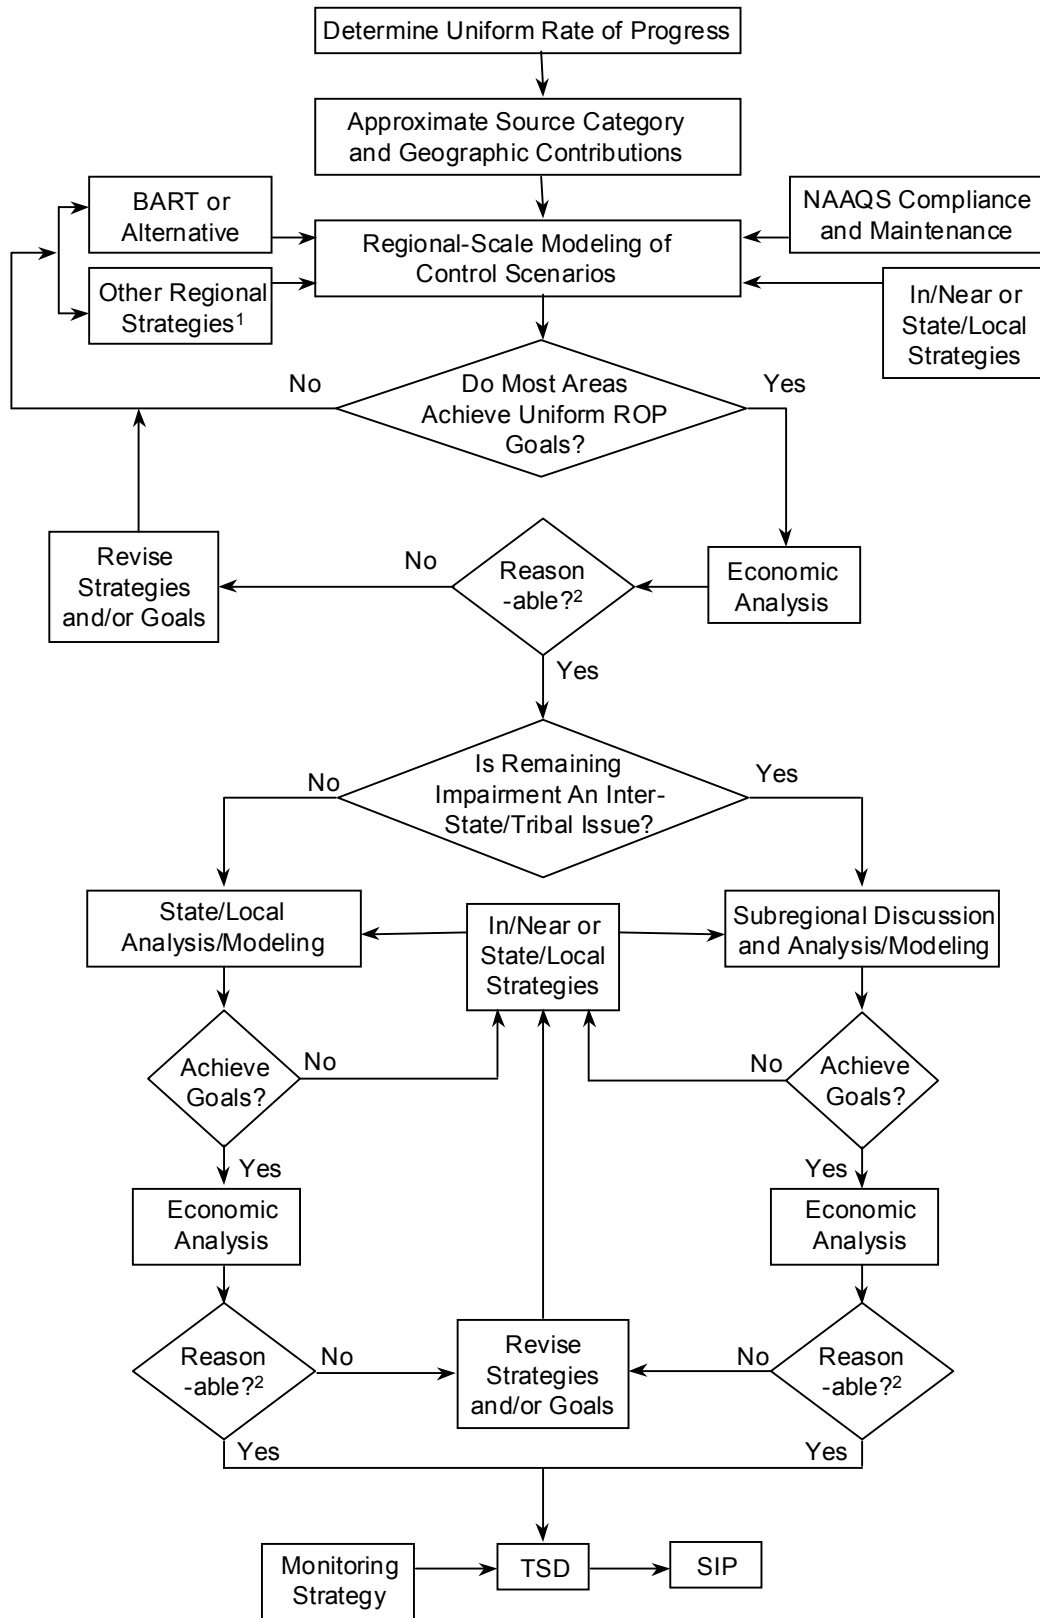 Determine Uniform Rate of Progress
Approximate Source Category
and Geographic Contributions
BART or
Alternative
NAAQS Compliance
and Maintenance
Regional-Scale Modeling of
Control Scenarios
Other Regional
Strategies¹
In/Near or
State/Local
Strategies
No
Do Most Areas
Achieve Uniform ROP
Goals?
Yes
Revise
Strategies
and/or Goals
No
Reason
-able?²
Economic
Analysis
Yes
No
Is Remaining
Impairment An Inter-
State/Tribal Issue?
Yes
State/Local
Analysis/Modeling
In/Near or
State/Local
Strategies
Subregional Discussion
and Analysis/Modeling
Achieve
Goals?
No
No
Achieve
Goals?
Yes
Yes
Economic
Analysis
Economic
Analysis
Reason
-able?²
No
Revise
Strategies
and/or Goals
No
Reason
-able?²
Yes
Yes
Monitoring
Strategy
TSD
SIP